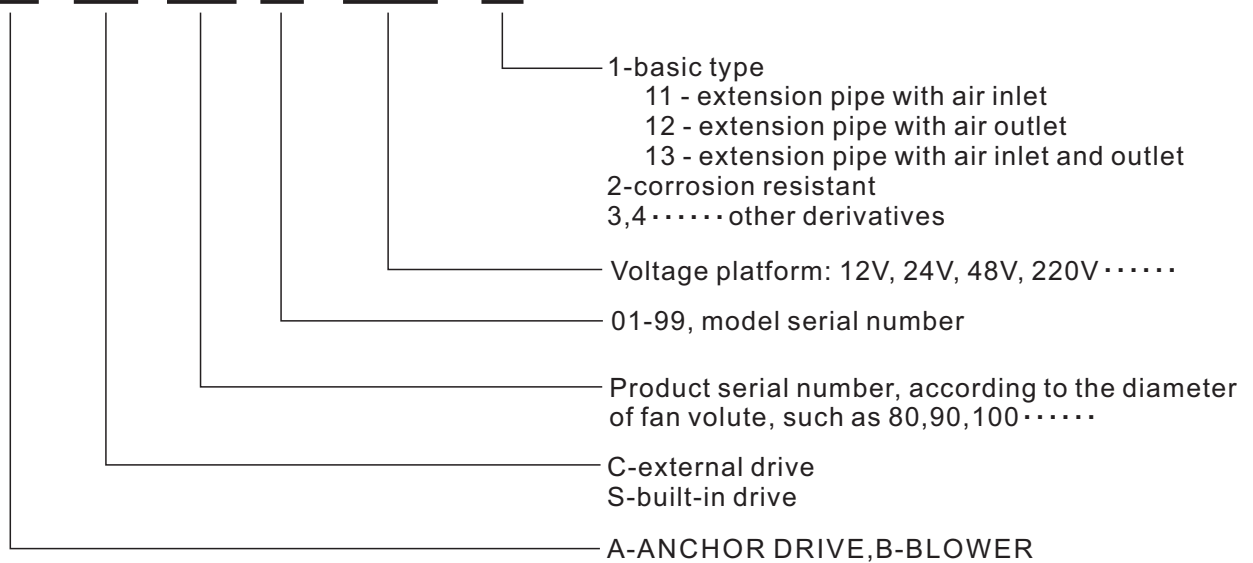 1-basic type
11 - extension pipe with air inlet
12 - extension pipe with air outlet
13 - extension pipe with air inlet and outlet
2-corrosion resistant
3,4······other derivatives
Voltage platform: 12V, 24V, 48V, 220V······
01-99, model serial number
Product serial number, according to the diameter
of fan volute, such as 80,90,100······
C-external drive
S-built-in drive
A-ANCHOR DRIVE,B-BLOWER